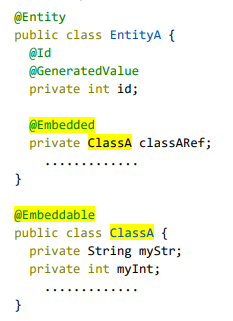 @Entity
public class EntityA {
@Id
@GeneratedValue
private int id;
@Embedded
private ClassA classARef;
.............
}
@Embeddable
public class ClassA {
private String myStr;
private int myInt;
.............
}